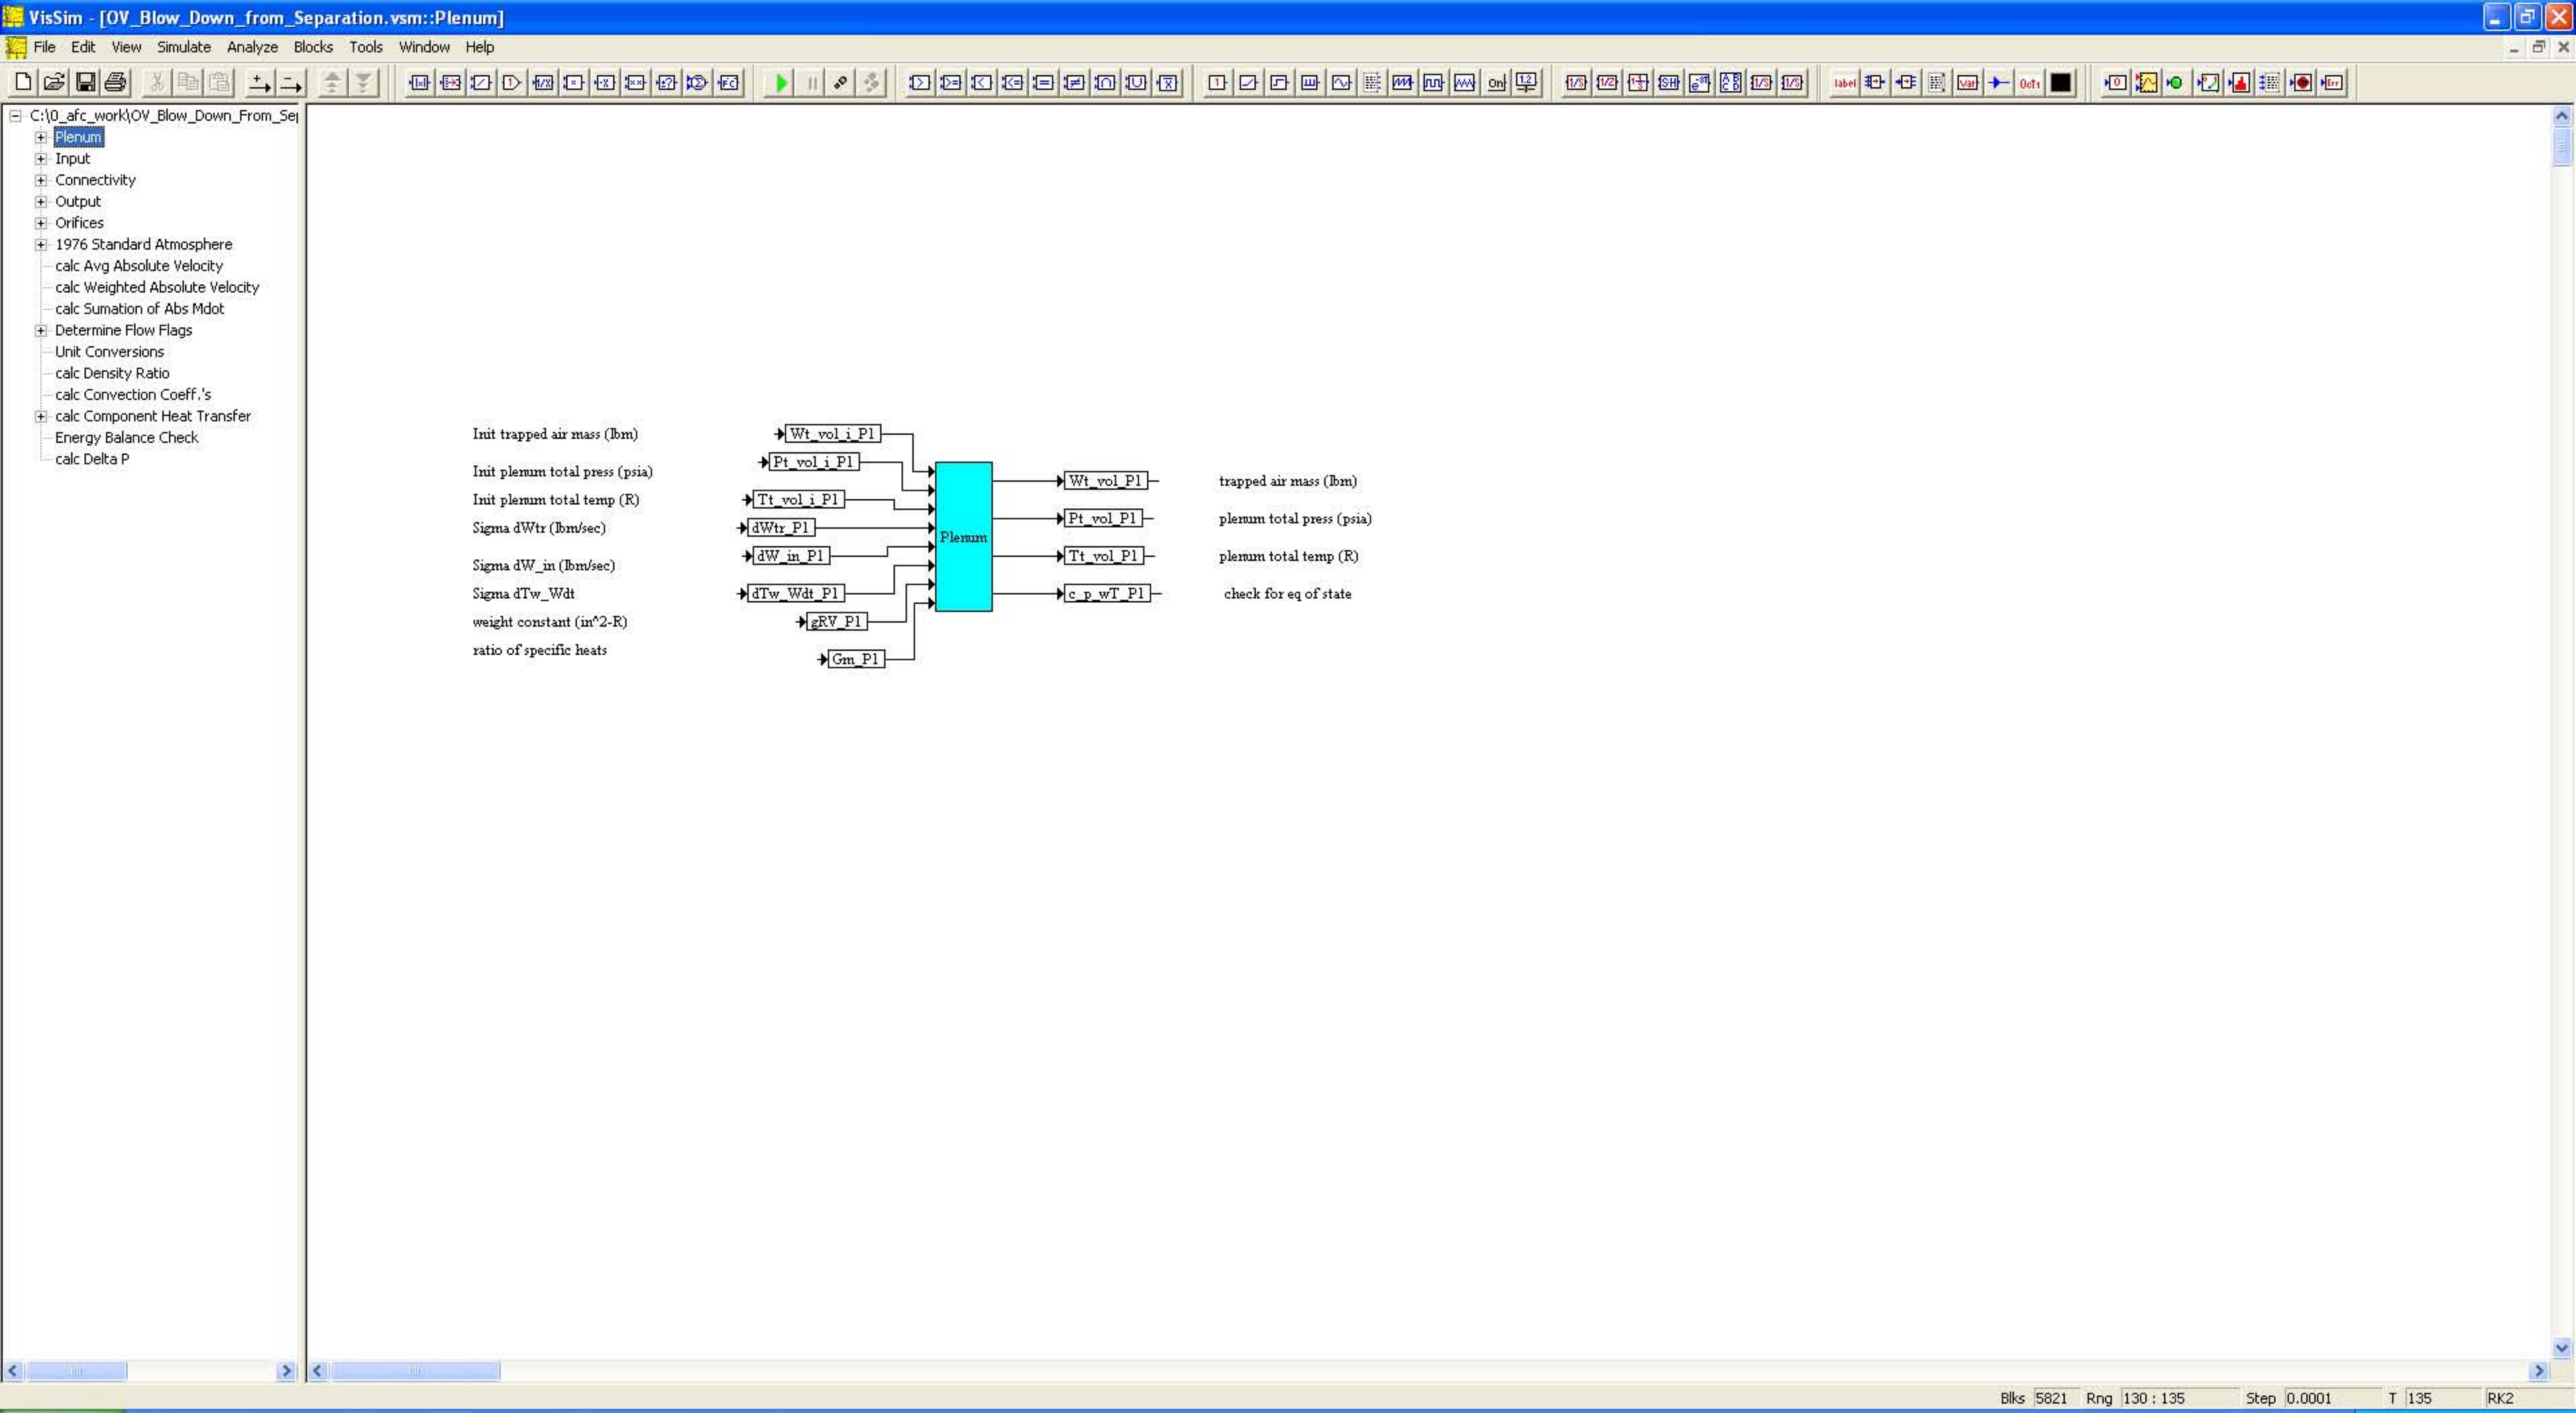 VisSim - [OV_Blow_Down_from_Separation.vsm::Plenum]
File Edit View Simulate Analyze Blocks Tools Window Help
C:\0_afc_work\OV_Blow_Down_From_Sep
Plenum
Input
Connectivity
Output
Orifices
1976 Standard Atmosphere
calc Avg Absolute Velocity
calc Weighted Absolute Velocity
calc Sumation of Abs Mdot
Determine Flow Flags
Unit Conversions
calc Density Ratio
calc Convection Coeff.'s
calc Component Heat Transfer
Energy Balance Check
calc Delta P
Init trapped air mass (lbm) Wt_vol_i_P1
Init plenum total press (psia) Pt_vol_i_P1
Init plenum total temp (R) Tt_vol_i_P1
Sigma dWtr (lbm/sec) dWtr_P1
Sigma dW_in (lbm/sec) dW_in_P1
Sigma dTw_Wdt dTw_Wdt_P1
weight constant (in^2-R) gRV_P1
ratio of specific heats Gm_P1
Plenum
Wt_vol_P1 trapped air mass (lbm)
Pt_vol_P1 plenum total press (psia)
Tt_vol_P1 plenum total temp (R)
c_p_wT_P1 check for eq of state
Blks 5821 Rng 130 : 135 Step 0.0001 T 135 RK2